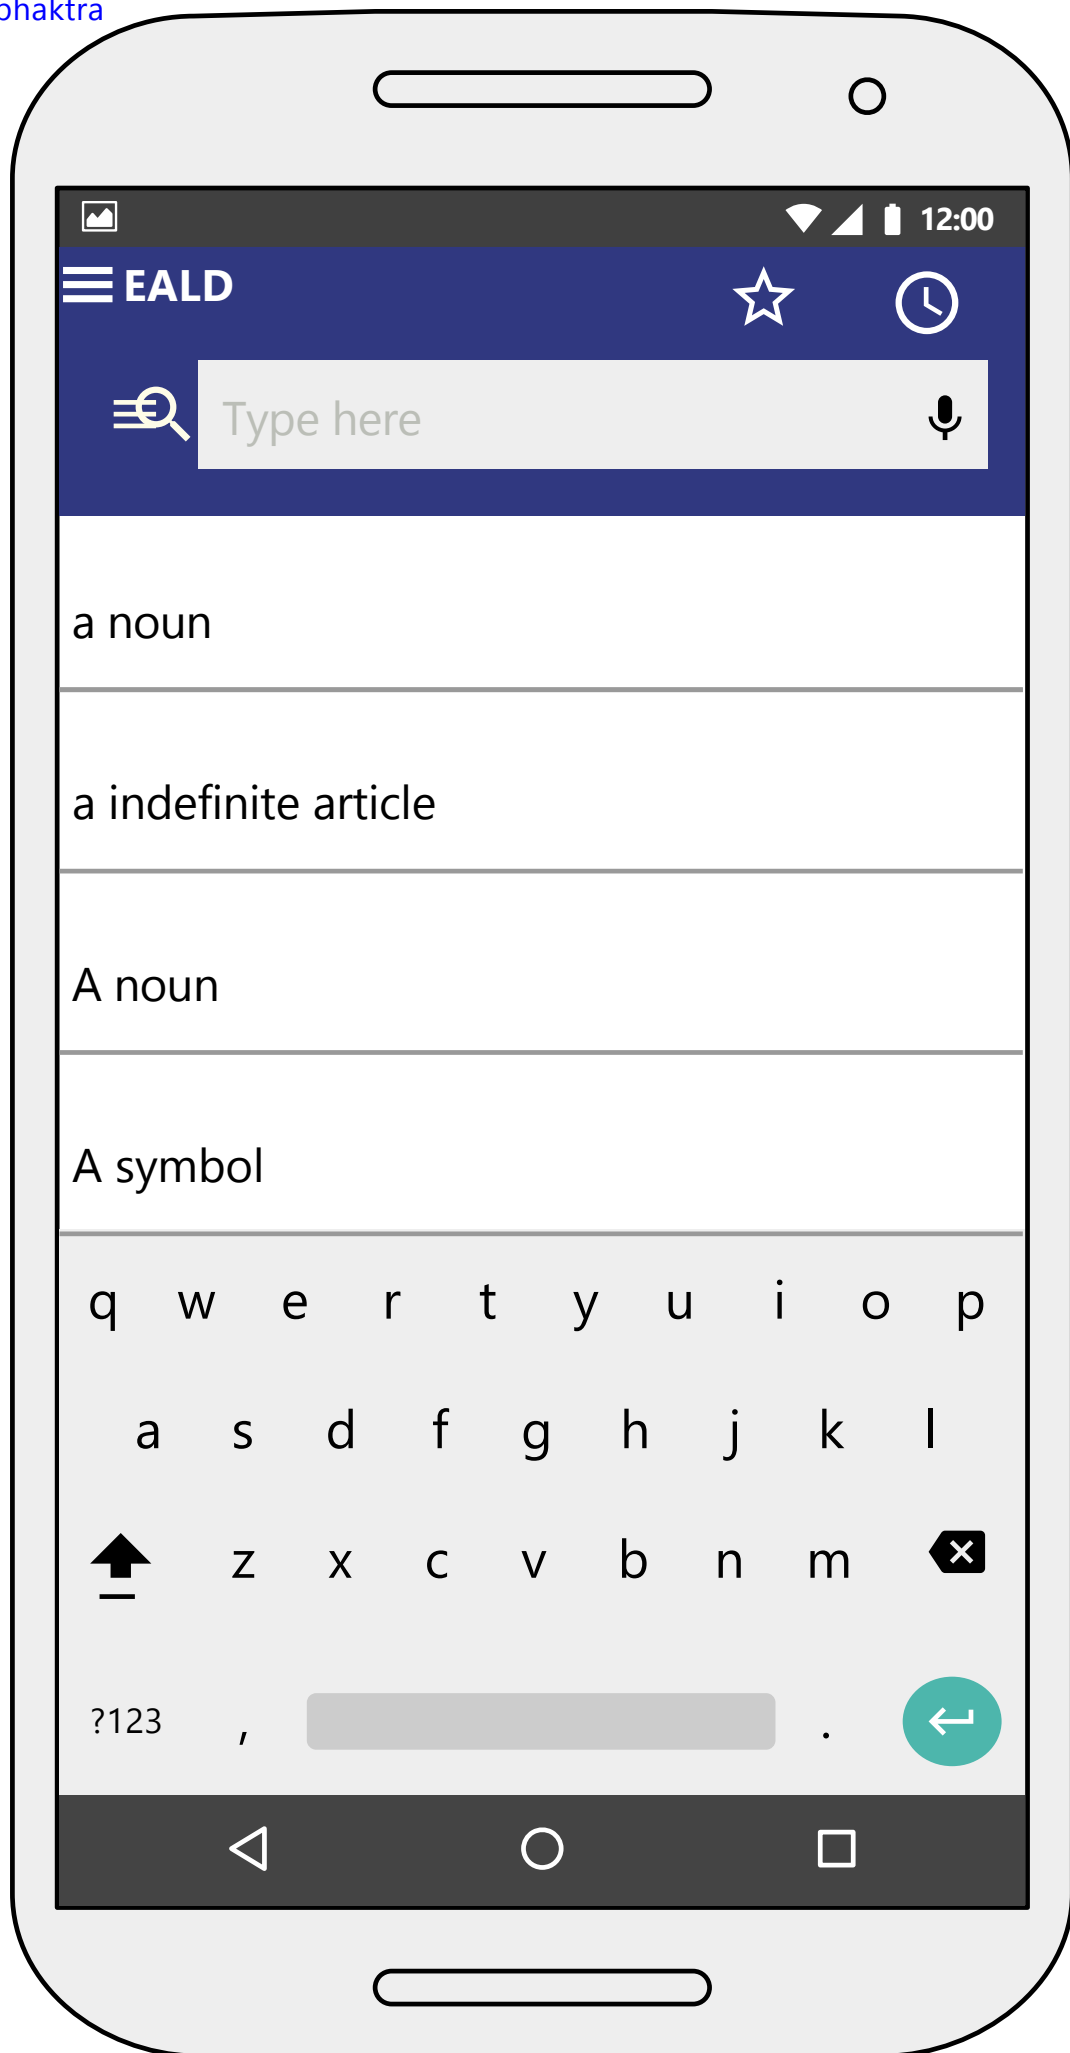 bhaktra
12:00
EALD
Type here
a noun
a indefinite article
A noun
A symbol
q w e r t y u i o p
a s d f g h j k l
z x c v b n m
?123 , .